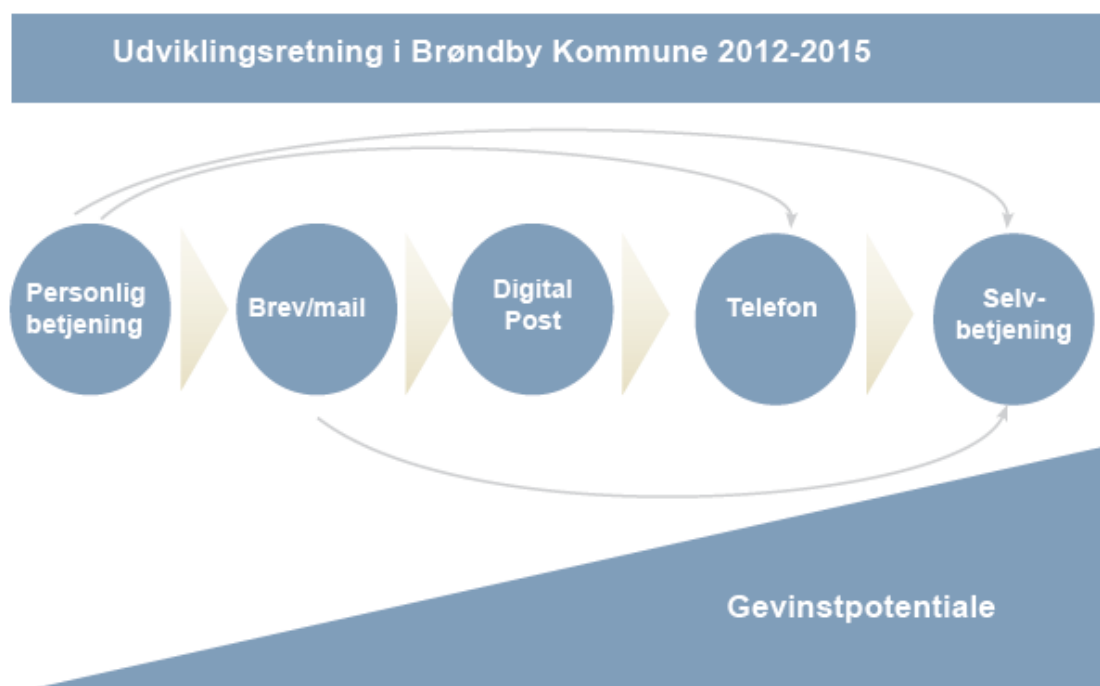 Udviklingsretning i Brøndby Kommune 2012-2015
Personlig
betjening
Brev/mail
Digital
Post
Telefon
Selv-
betjening
Gevinstpotentiale